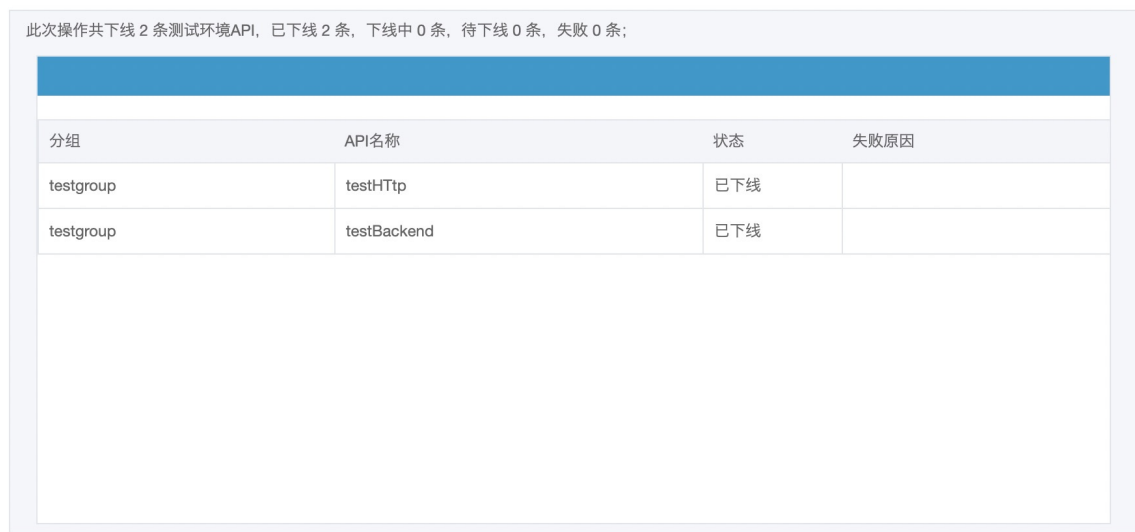 此次操作共下线 2 条测试环境API，已下线 2 条，下线中 0 条，待下线 0 条，失败 0 条；
分组 API名称 状态 失败原因
testgroup testHTtp 已下线
testgroup testBackend 已下线